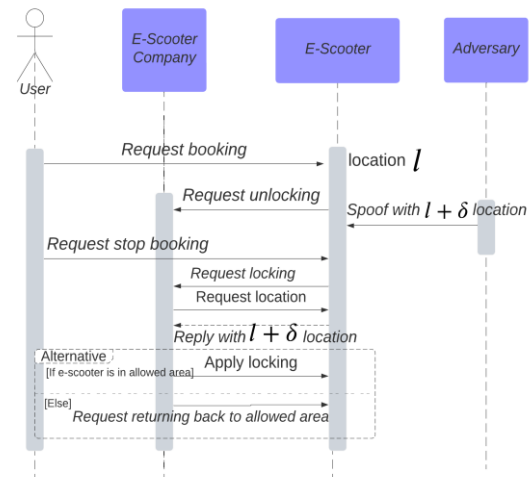 E-Scooter
Company
E-Scooter
Adversary
User
Request booking
location l
Request unlocking
Spoof with l + δ location
Request stop booking
Request locking
Request location
Reply with l + δ location
Alternative
Apply locking
[If e-scooter is in allowed area]
[Else]
Request returning back to allowed area